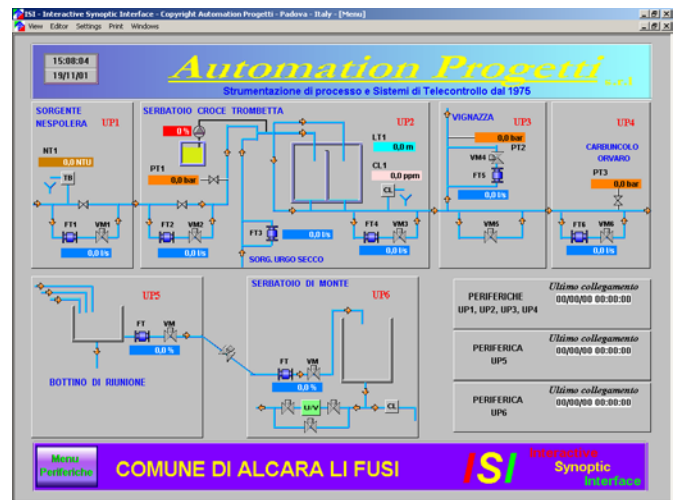 ISI - Interactive Synoptic Interface - Copyright Automation Progetti - Padova - Italy - [Menu]
View Editor Settings Print Windows
15:08:04
19/11/01
Automation Progetti s.r.l
Strumentazione di processo e Sistemi di Telecontrollo dal 1975
SORGENTE
NESPOLERA UP1
NT1
0,0 NTU
TB
FT1 VM1
0,0 l/s
SERBATOIO CROCE TROMBETTA
UP2
0 %
PT1
0,0 bar
LT1
0,0 m
CL1
0,0 ppm
CL
FT2 VM2
0,0 l/s
FT3
0,0 l/s
SORG. URGO SECCO
FT4 VM3
0,0 l/s
VIGNAZZA
UP3
0,0 bar
PT2
VM4
FT5
0,0 l/s
VM5
UP4
CARBUNCOLO
ORVARO
PT3
0,0 bar
FT6 VM6
0,0 l/s
UP5
FT VM
0,0 %
BOTTINO DI RIUNIONE
SERBATOIO DI MONTE
UP6
FT VM
0,0 %
U/V
CL
PERIFERICHE
UP1, UP2, UP3, UP4
Ultimo collegamento
00/00/00 00:00:00
PERIFERICA
UP5
Ultimo collegamento
00/00/00 00:00:00
PERIFERICA
UP6
Ultimo collegamento
00/00/00 00:00:00
Menu
Periferiche
COMUNE DI ALCARA LI FUSI
ISI
Interactive
Synoptic
Interface